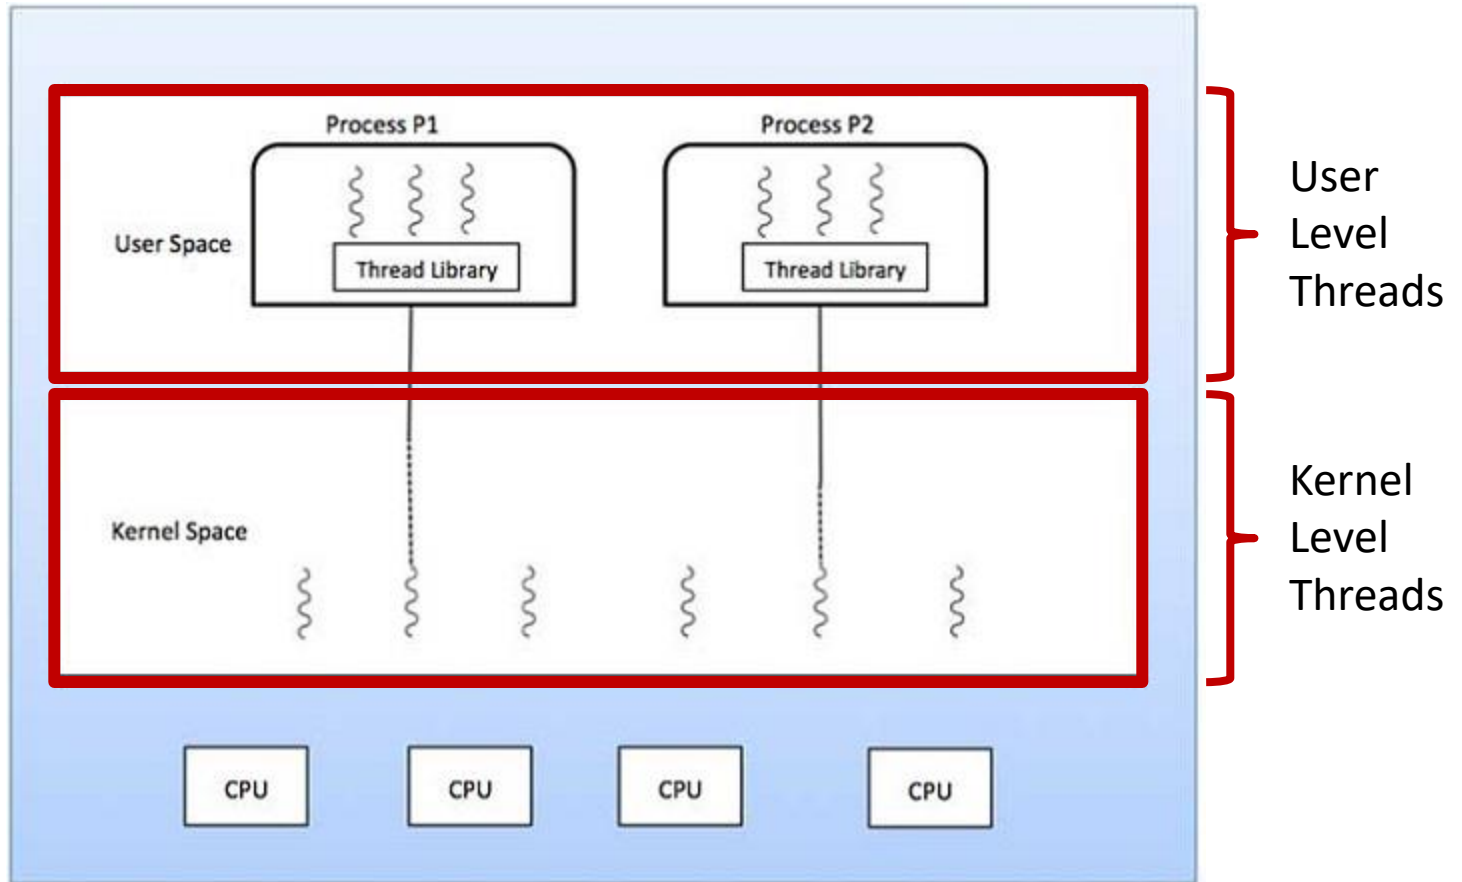 Process P1
Process P2
User Space
Thread Library
Thread Library
User
Level
Threads
Kernel Space
Kernel
Level
Threads
CPU
CPU
CPU
CPU